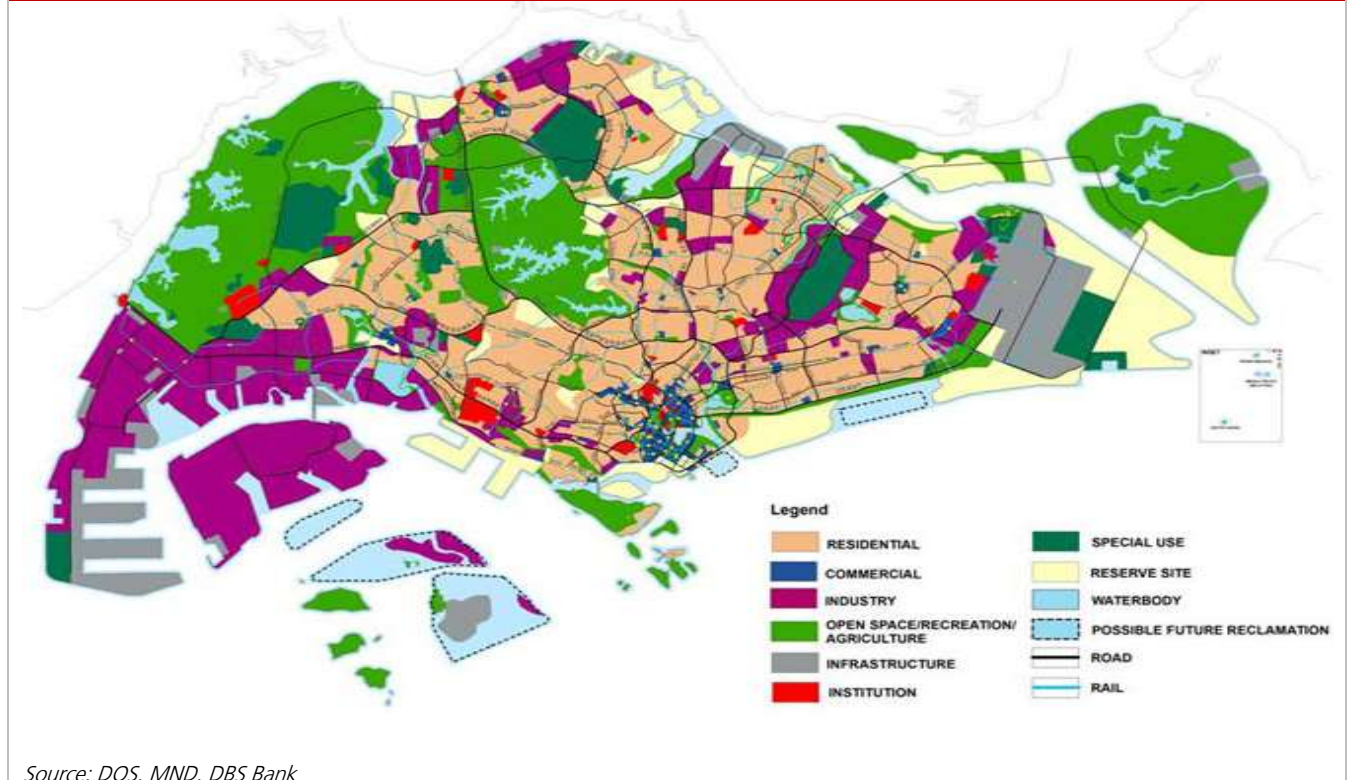 Legend
RESIDENTIAL
COMMERCIAL
INDUSTRY
OPEN SPACE/RECREATION/
AGRICULTURE
INFRASTRUCTURE
INSTITUTION
SPECIAL USE
RESERVE SITE
WATERBODY
POSSIBLE FUTURE RECLAMATION
ROAD
RAIL
Source: DOS, MND, DBS Bank